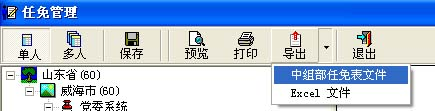 任免管理
单人 多人 保存 预览 打印 导出 退出
中组部任免表文件
山东省(60)
Excel 文件
威海市(60)
党委系统